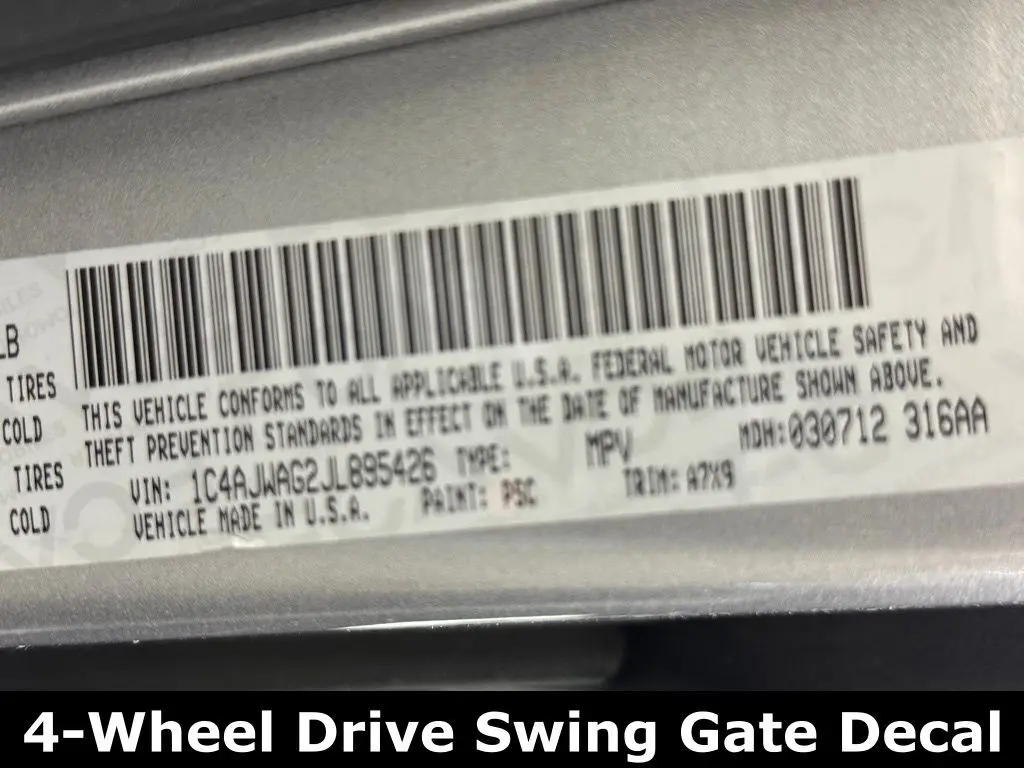 LB
TIRES
COLD
TIRES
COLD
THIS VEHICLE CONFORMS TO ALL APPLICABLE U.S.A. FEDERAL MOTOR VEHICLE SAFETY AND
THEFT PREVENTION STANDARDS IN EFFECT ON THE DATE OF MANUFACTURE SHOWN ABOVE.
VIN: 1C4AJWAG2JL895426 TYPE: MPV MDH:030712 316AA
VEHICLE MADE IN U.S.A. PAINT: PSC TRIM: A7X9
4-Wheel Drive Swing Gate Decal